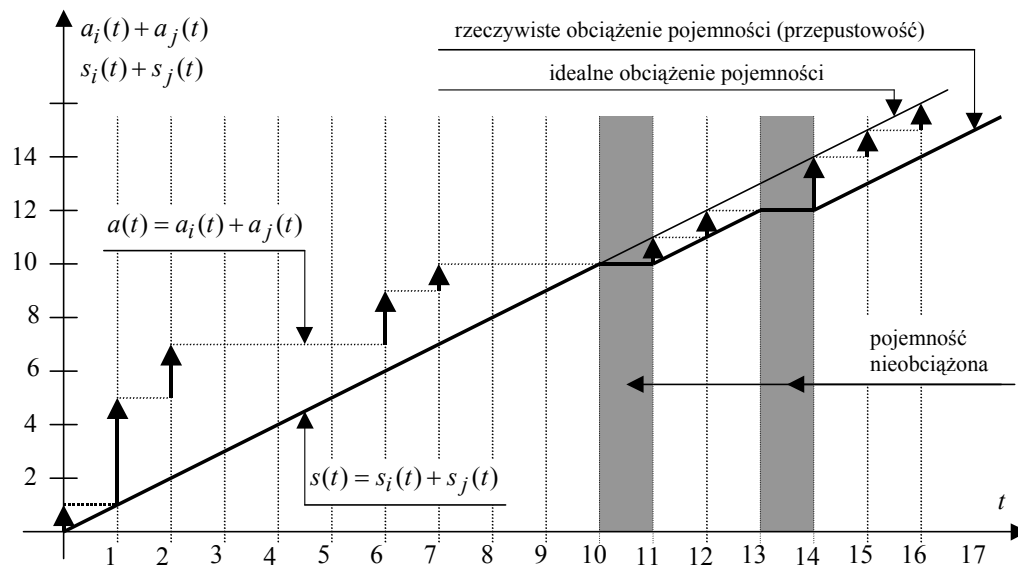 a_i(t) + a_j(t)
s_i(t) + s_j(t)
rzeczywiste obciążenie pojemności (przepustowość)
idealne obciążenie pojemności
a(t) = a_i(t) + a_j(t)
pojemność
nieobciążona
s(t) = s_i(t) + s_j(t)
14
12
10
8
6
4
2
t
1 2 3 4 5 6 7 8 9 10 11 12 13 14 15 16 17